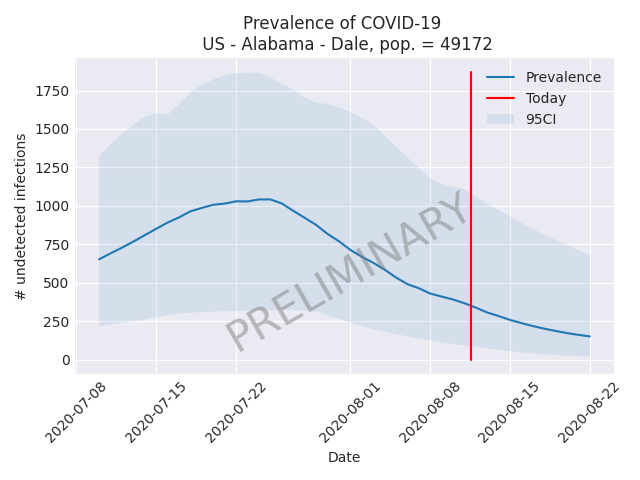 Prevalence of COVID-19
US - Alabama - Dale, pop. = 49172
Prevalence
Today
95CI
1750
1500
1250
1000
750
500
250
0
# undetected infections
PRELIMINARY
2020-07-08
2020-07-15
2020-07-22
2020-08-01
2020-08-08
2020-08-15
2020-08-22
Date